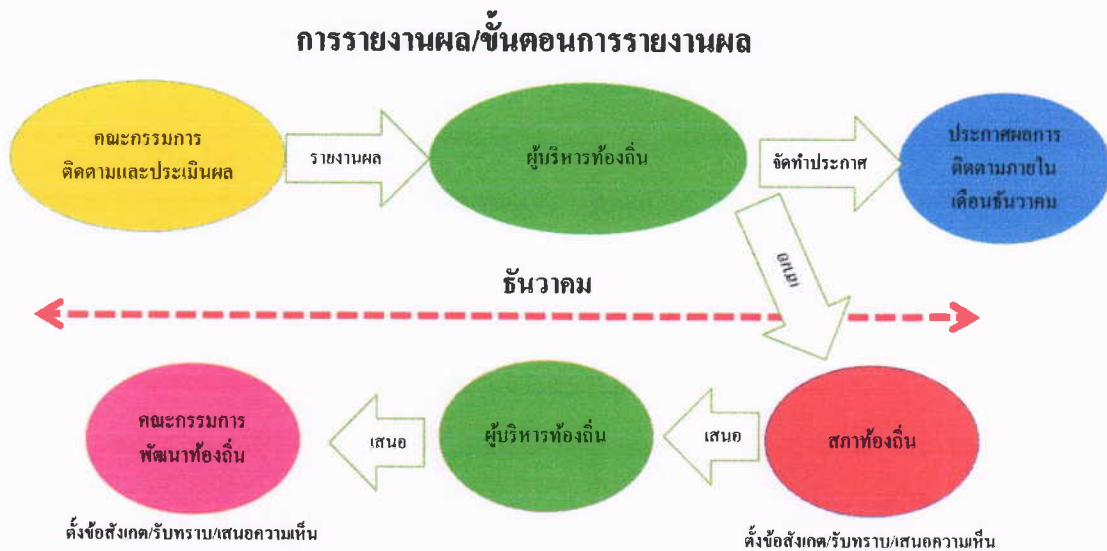 การรายงานผล/ขั้นตอนการรายงานผล
คณะกรรมการ
ติดตามและประเมินผล
รายงานผล
ผู้บริหารท้องถิ่น
จัดทำประกาศ
ประกาศผลการ
ติดตามภายใน
เดือนธันวาคม
เสนอ
ธันวาคม
คณะกรรมการ
พัฒนาท้องถิ่น
เสนอ
ผู้บริหารท้องถิ่น
เสนอ
สภาท้องถิ่น
ตั้งข้อสังเกต/รับทราบ/เสนอความเห็น
ตั้งข้อสังเกต/รับทราบ/เสนอความเห็น